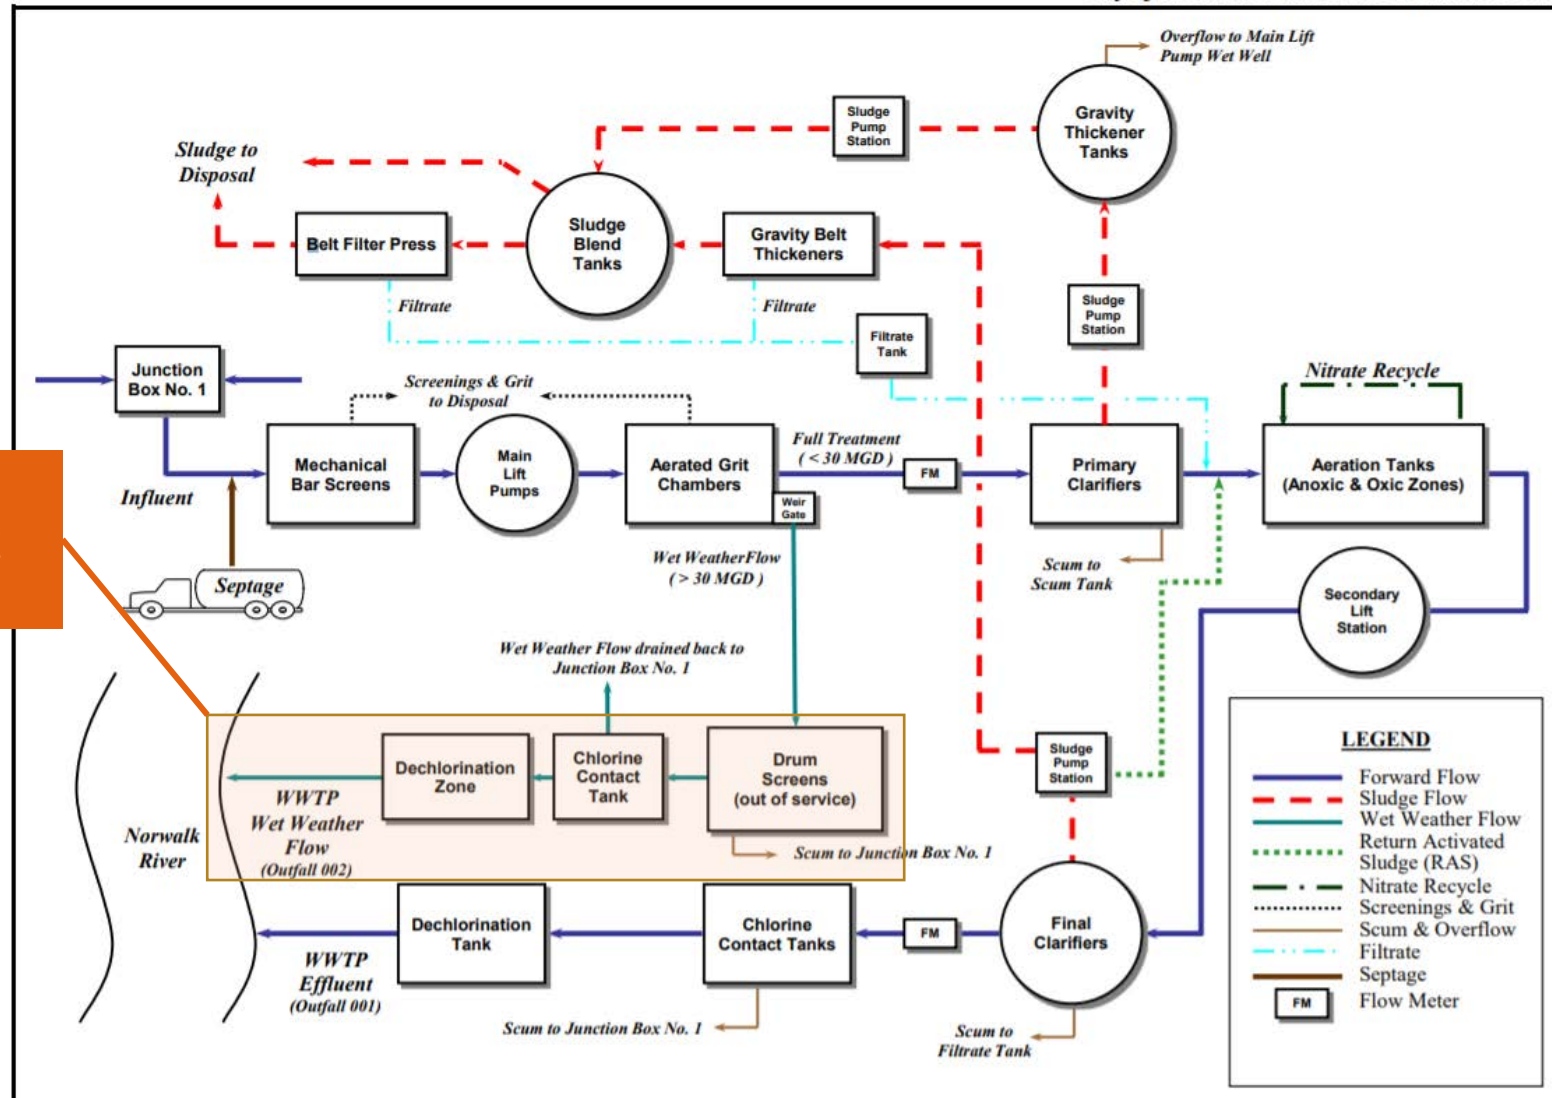 Overflow to Main Lift
Pump Wet Well
Gravity
Thickener
Tanks
Sludge
Pump
Station
Sludge to
Disposal
Sludge
Blend
Tanks
Belt Filter Press
Gravity Belt
Thickeners
Filtrate
Filtrate
Sludge
Pump
Station
Filtrate
Tank
Junction
Box No. 1
Screenings & Grit
to Disposal
Nitrate Recycle
Mechanical
Bar Screens
Main
Lift
Pumps
Aerated Grit
Chambers
Weir
Gate
Full Treatment
( < 30 MGD )
FM
Primary
Clarifiers
Aeration Tanks
(Anoxic & Oxic Zones)
Influent
Septage
Wet WeatherFlow
( > 30 MGD )
Scum to
Scum Tank
Secondary
Lift
Station
Wet Weather Flow drained back to
Junction Box No. 1
Dechlorination
Zone
Chlorine
Contact
Tank
Drum
Screens
(out of service)
Sludge
Pump
Station
WWTP
Wet Weather
Flow
(Outfall 002)
Norwalk
River
Scum to Junction Box No. 1
Dechlorination
Tank
Chlorine
Contact Tanks
FM
Final
Clarifiers
WWTP
Effluent
(Outfall 001)
Scum to Junction Box No. 1
Scum to
Filtrate Tank
LEGEND
Forward Flow
Sludge Flow
Wet Weather Flow
Return Activated
Sludge (RAS)
Nitrate Recycle
Screenings & Grit
Scum & Overflow
Filtrate
Septage
FM
Flow Meter